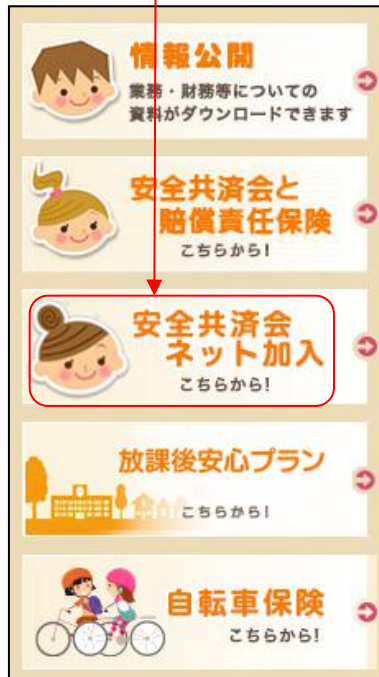 情報公開
業務・財務等についての
資料がダウンロードできます
安全共済会と
賠償責任保険
こちらから!
安全共済会
ネット加入
こちらから!
放課後安心プラン
こちらから!
自転車保険
こちらから!